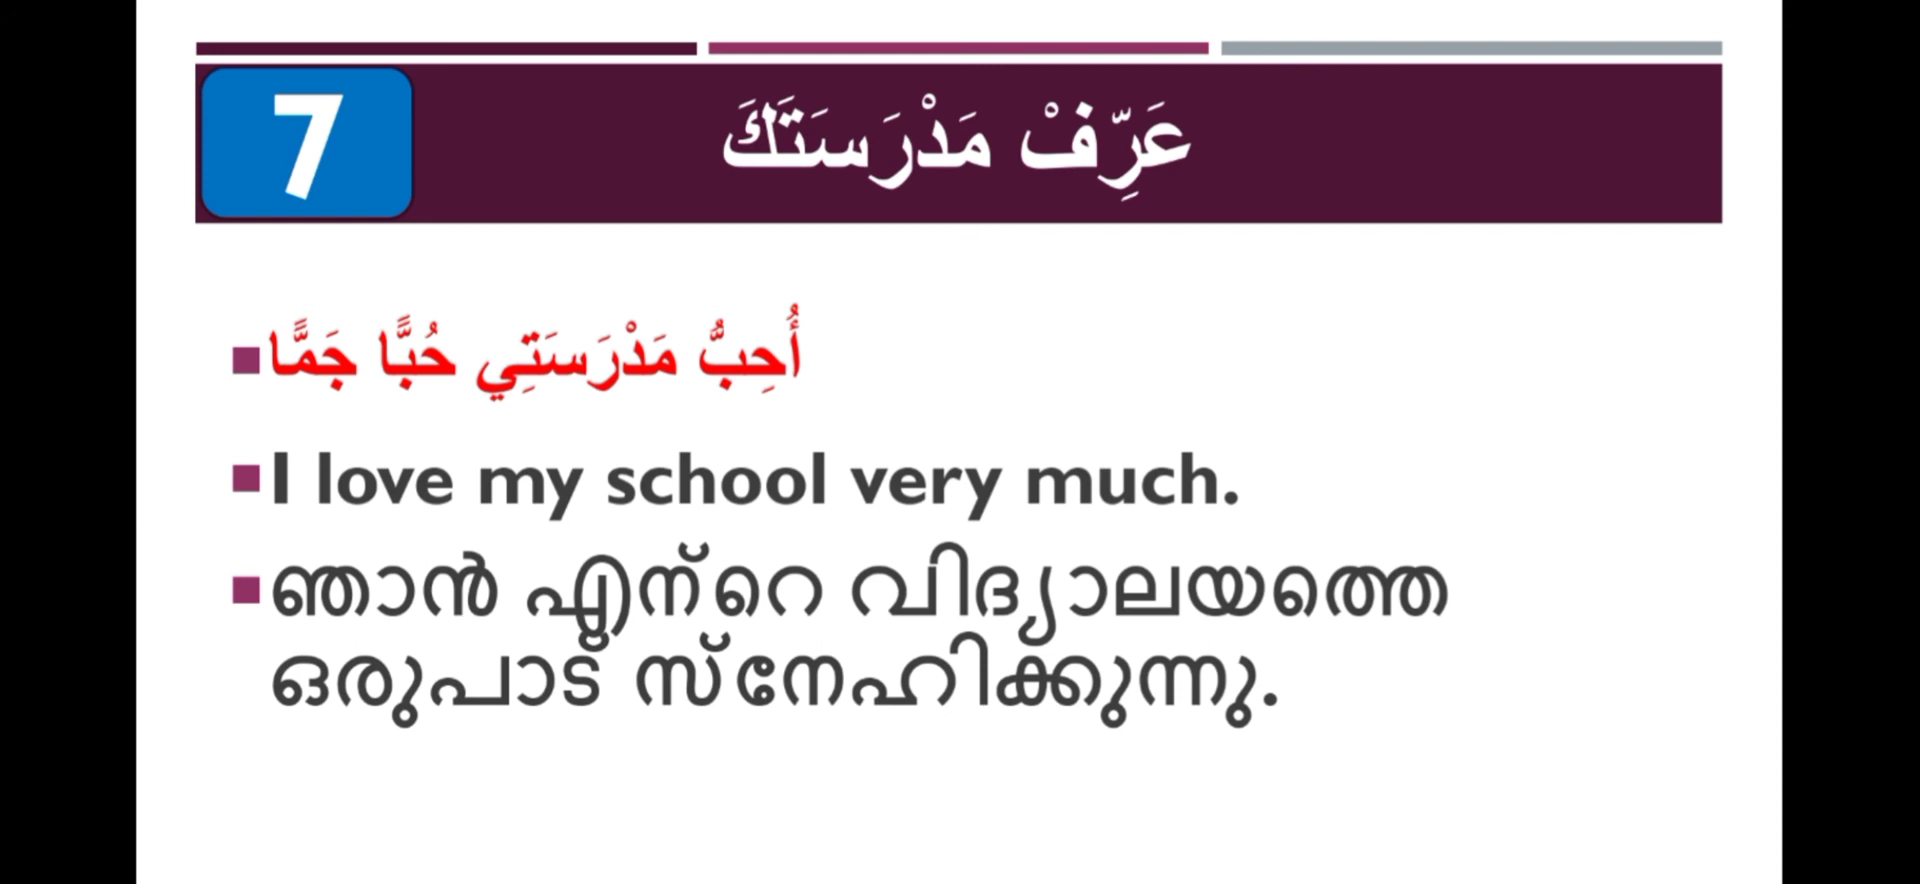 7
عَرِّفْ مَدْرَسَتَكَ
أُحِبُّ مَدْرَسَتِي حُبًّا جَمًّا
I love my school very much.
ഞാൻ എന്റെ വിദ്യാലയത്തെ
ഒരുപാട് സ്നേഹിക്കുന്നു.